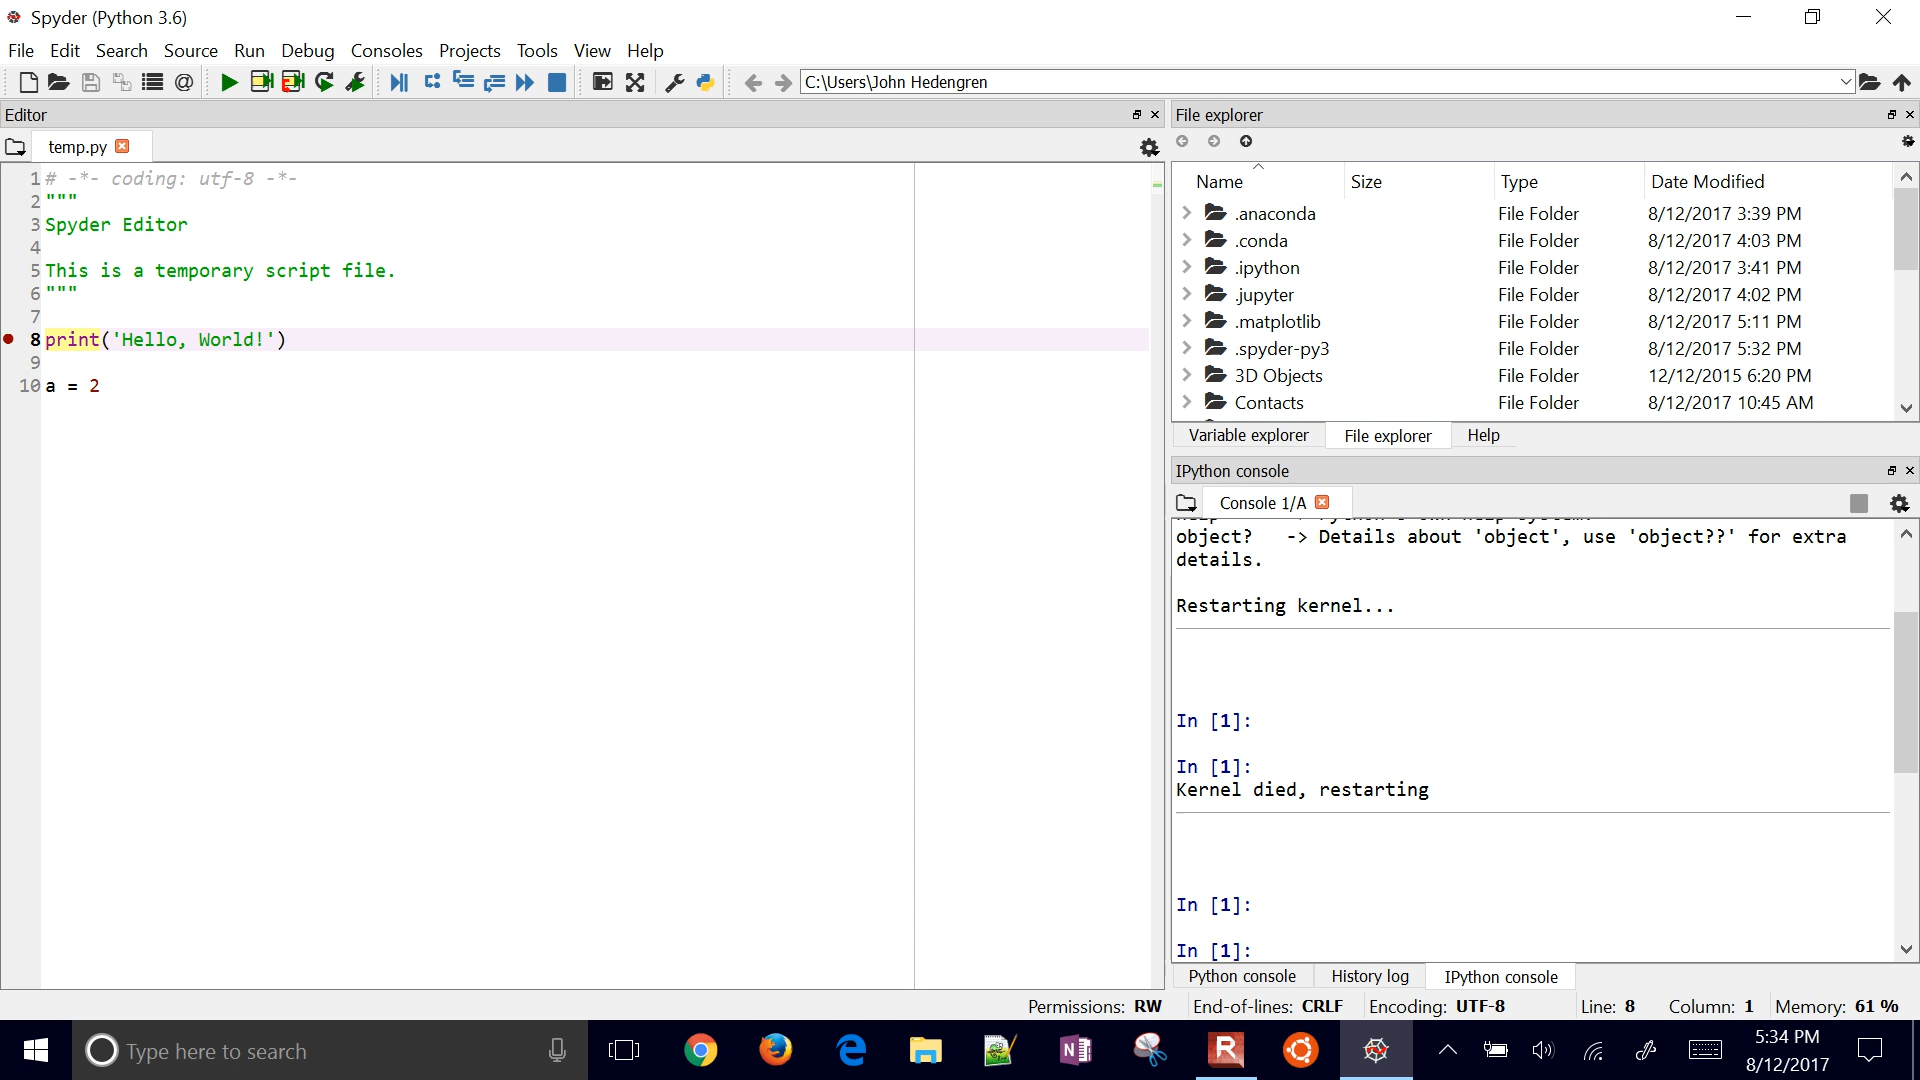 Spyder (Python 3.6)
File Edit Search Source Run Debug Consoles Projects Tools View Help
C:\Users\John Hedengren
Editor
temp.py
1 # -*- coding: utf-8 -*-
2 """
3 Spyder Editor
4
5 This is a temporary script file.
6 """
7
8 print('Hello, World!')
9
10 a = 2
File explorer
Name Size Type Date Modified
.anaconda File Folder 8/12/2017 3:39 PM
.conda File Folder 8/12/2017 4:03 PM
.ipython File Folder 8/12/2017 3:41 PM
.jupyter File Folder 8/12/2017 4:02 PM
.matplotlib File Folder 8/12/2017 5:11 PM
.spyder-py3 File Folder 8/12/2017 5:32 PM
3D Objects File Folder 12/12/2015 6:20 PM
Contacts File Folder 8/12/2017 10:45 AM
Variable explorer File explorer Help
IPython console
Console 1/A
object? -> Details about 'object', use 'object??' for extra
details.
Restarting kernel...
In [1]:
In [1]:
Kernel died, restarting
In [1]:
In [1]:
Python console History log IPython console
Permissions: RW End-of-lines: CRLF Encoding: UTF-8 Line: 8 Column: 1 Memory: 61 %
Type here to search
5:34 PM
8/12/2017